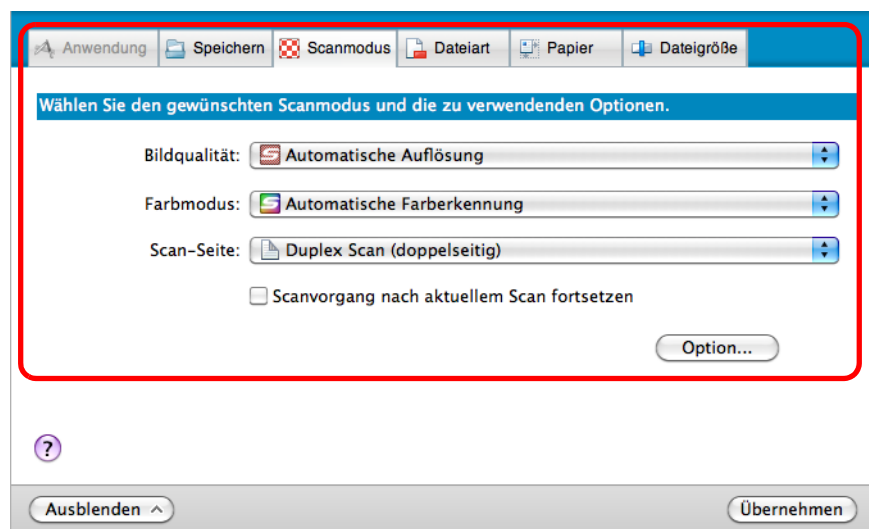 Anwendung Speichern Scanmodus Dateiart Papier Dateigröße
Wählen Sie den gewünschten Scanmodus und die zu verwendenden Optionen.
Bildqualität: Automatische Auflösung
Farbmodus: Automatische Farberkennung
Scan-Seite: Duplex Scan (doppelseitig)
Scanvorgang nach aktuellem Scan fortsetzen
Option...
?
Ausblenden Übernehmen